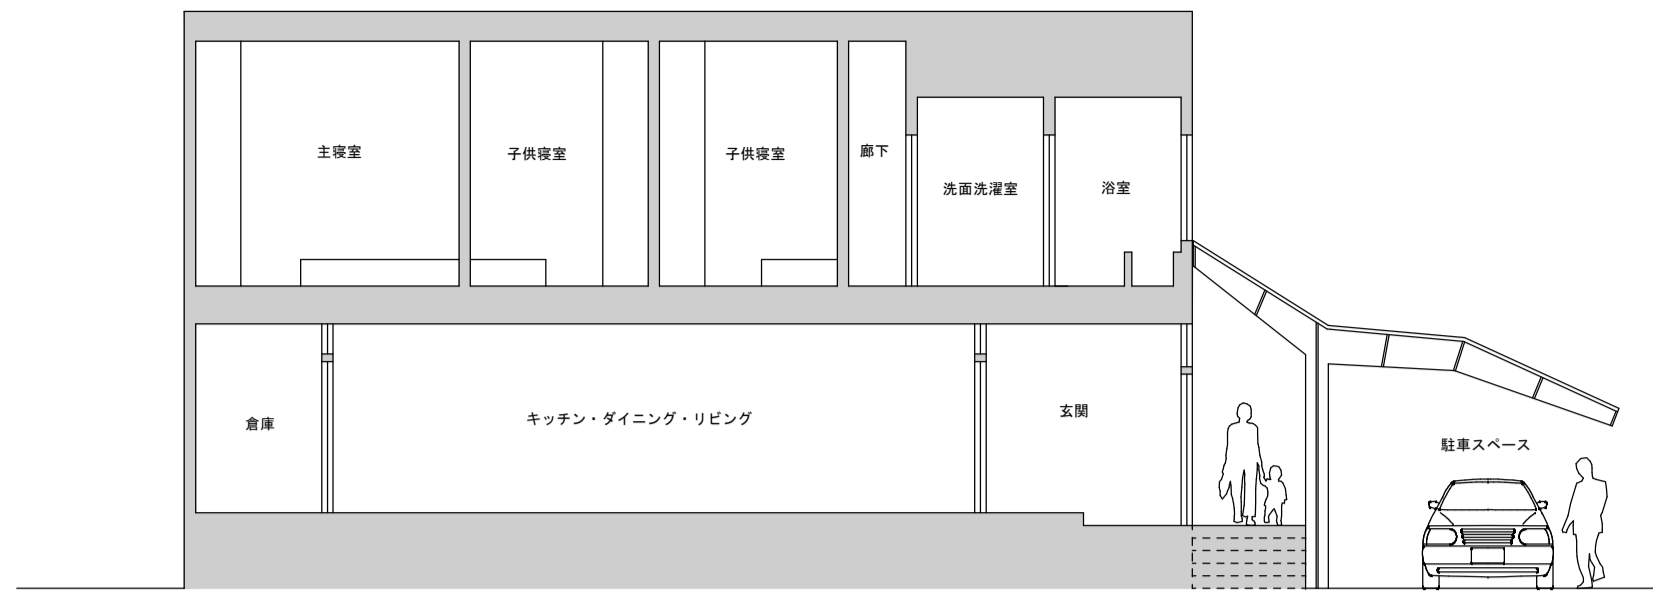 主寝室
子供寝室
子供寝室
廊下
洗面洗濯室
浴室
倉庫
キッチン・ダイニング・リビング
玄関
駐車スペース